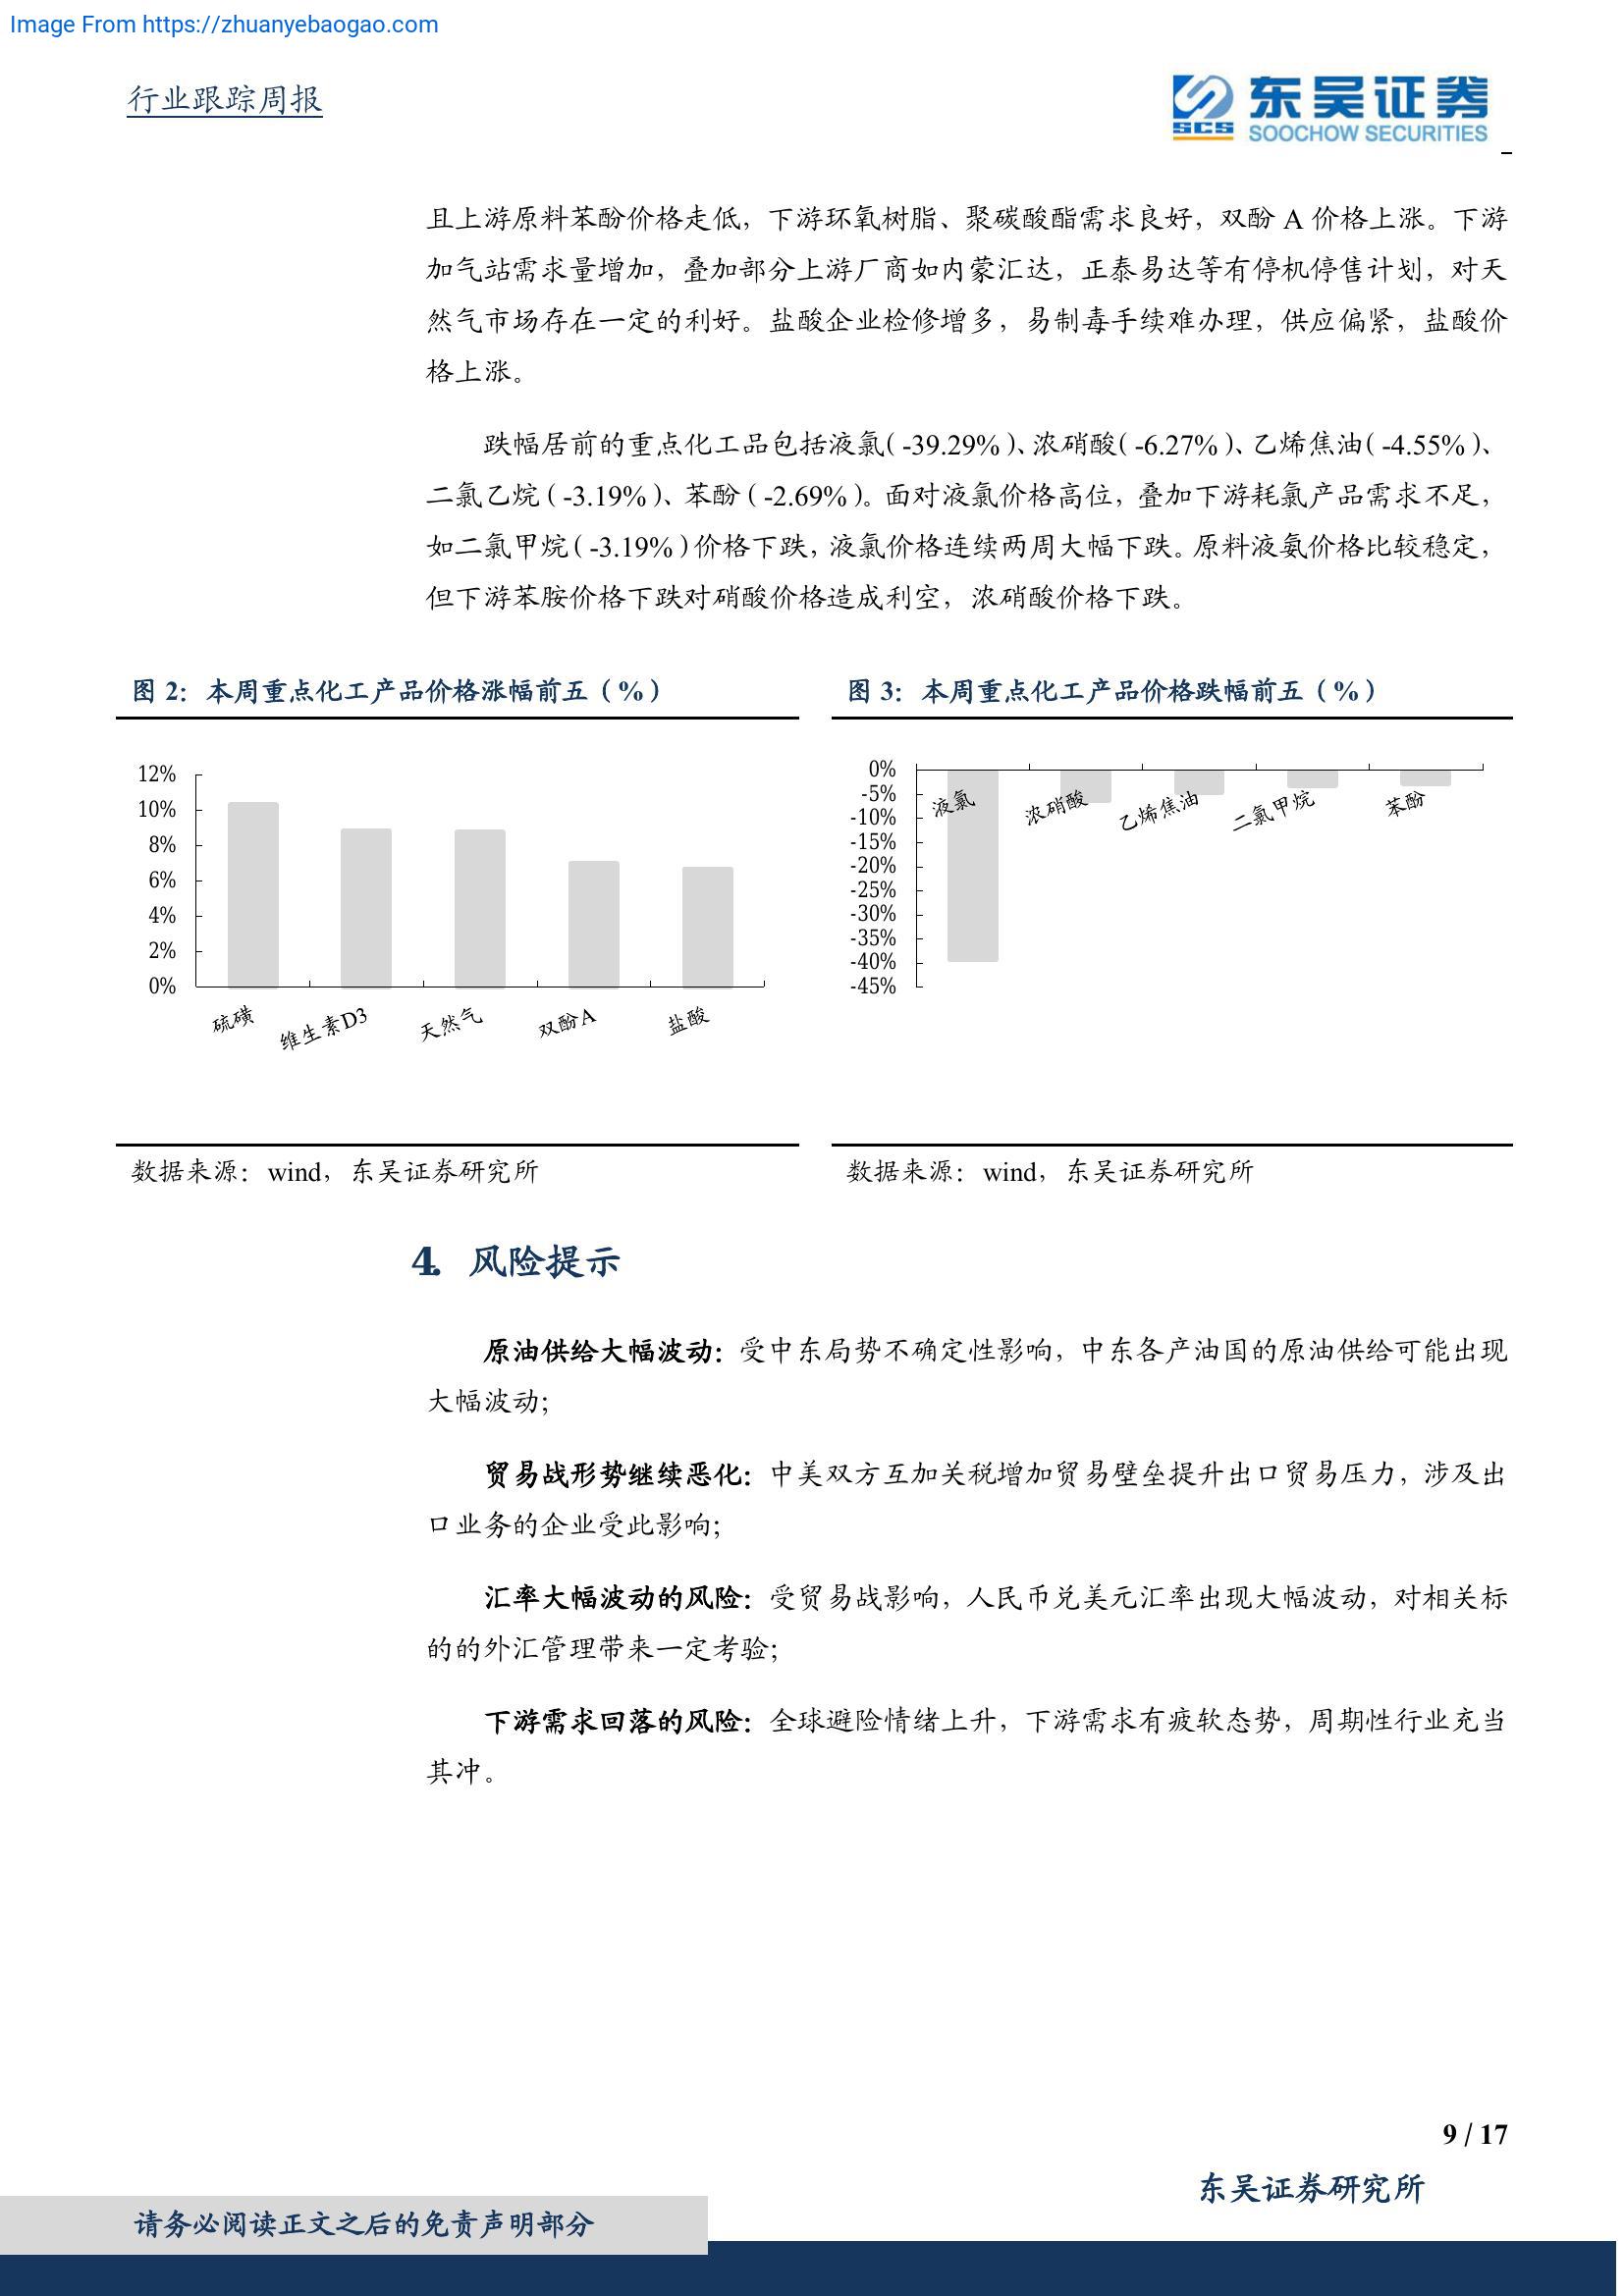 Image From https://zhuanyebaogao.com
行业跟踪周报
SCS
东吴证券
SOOCHOW SECURITIES
且上游原料苯酚价格走低，下游环氧树脂、聚碳酸酯需求良好，双酚 A 价格上涨。下游
加气站需求量增加，叠加部分上游厂商如内蒙汇达，正泰易达等有停机停售计划，对天
然气市场存在一定的利好。盐酸企业检修增多，易制毒手续难办理，供应偏紧，盐酸价
格上涨。
跌幅居前的重点化工品包括液氯（-39.29%）、浓硝酸（-6.27%）、乙烯焦油（-4.55%）、
二氯乙烷（-3.19%）、苯酚（-2.69%）。面对液氯价格高位，叠加下游耗氯产品需求不足，
如二氯甲烷（-3.19%）价格下跌，液氯价格连续两周大幅下跌。原料液氨价格比较稳定，
但下游苯胺价格下跌对硝酸价格造成利空，浓硝酸价格下跌。
图 2：本周重点化工产品价格涨幅前五（%）
12%
10%
8%
6%
4%
2%
0%
硫磺
维生素D3
天然气
双酚A
盐酸
数据来源：wind，东吴证券研究所
图 3：本周重点化工产品价格跌幅前五（%）
0%
-5%
-10%
-15%
-20%
-25%
-30%
-35%
-40%
-45%
液氯
浓硝酸
乙烯焦油
二氯甲烷
苯酚
数据来源：wind，东吴证券研究所
4. 风险提示
原油供给大幅波动：受中东局势不确定性影响，中东各产油国的原油供给可能出现
大幅波动；
贸易战形势继续恶化：中美双方互加关税增加贸易壁垒提升出口贸易压力，涉及出
口业务的企业受此影响；
汇率大幅波动的风险：受贸易战影响，人民币兑美元汇率出现大幅波动，对相关标
的的外汇管理带来一定考验；
下游需求回落的风险：全球避险情绪上升，下游需求有疲软态势，周期性行业充当
其冲。
9 / 17
东吴证券研究所
请务必阅读正文之后的免责声明部分